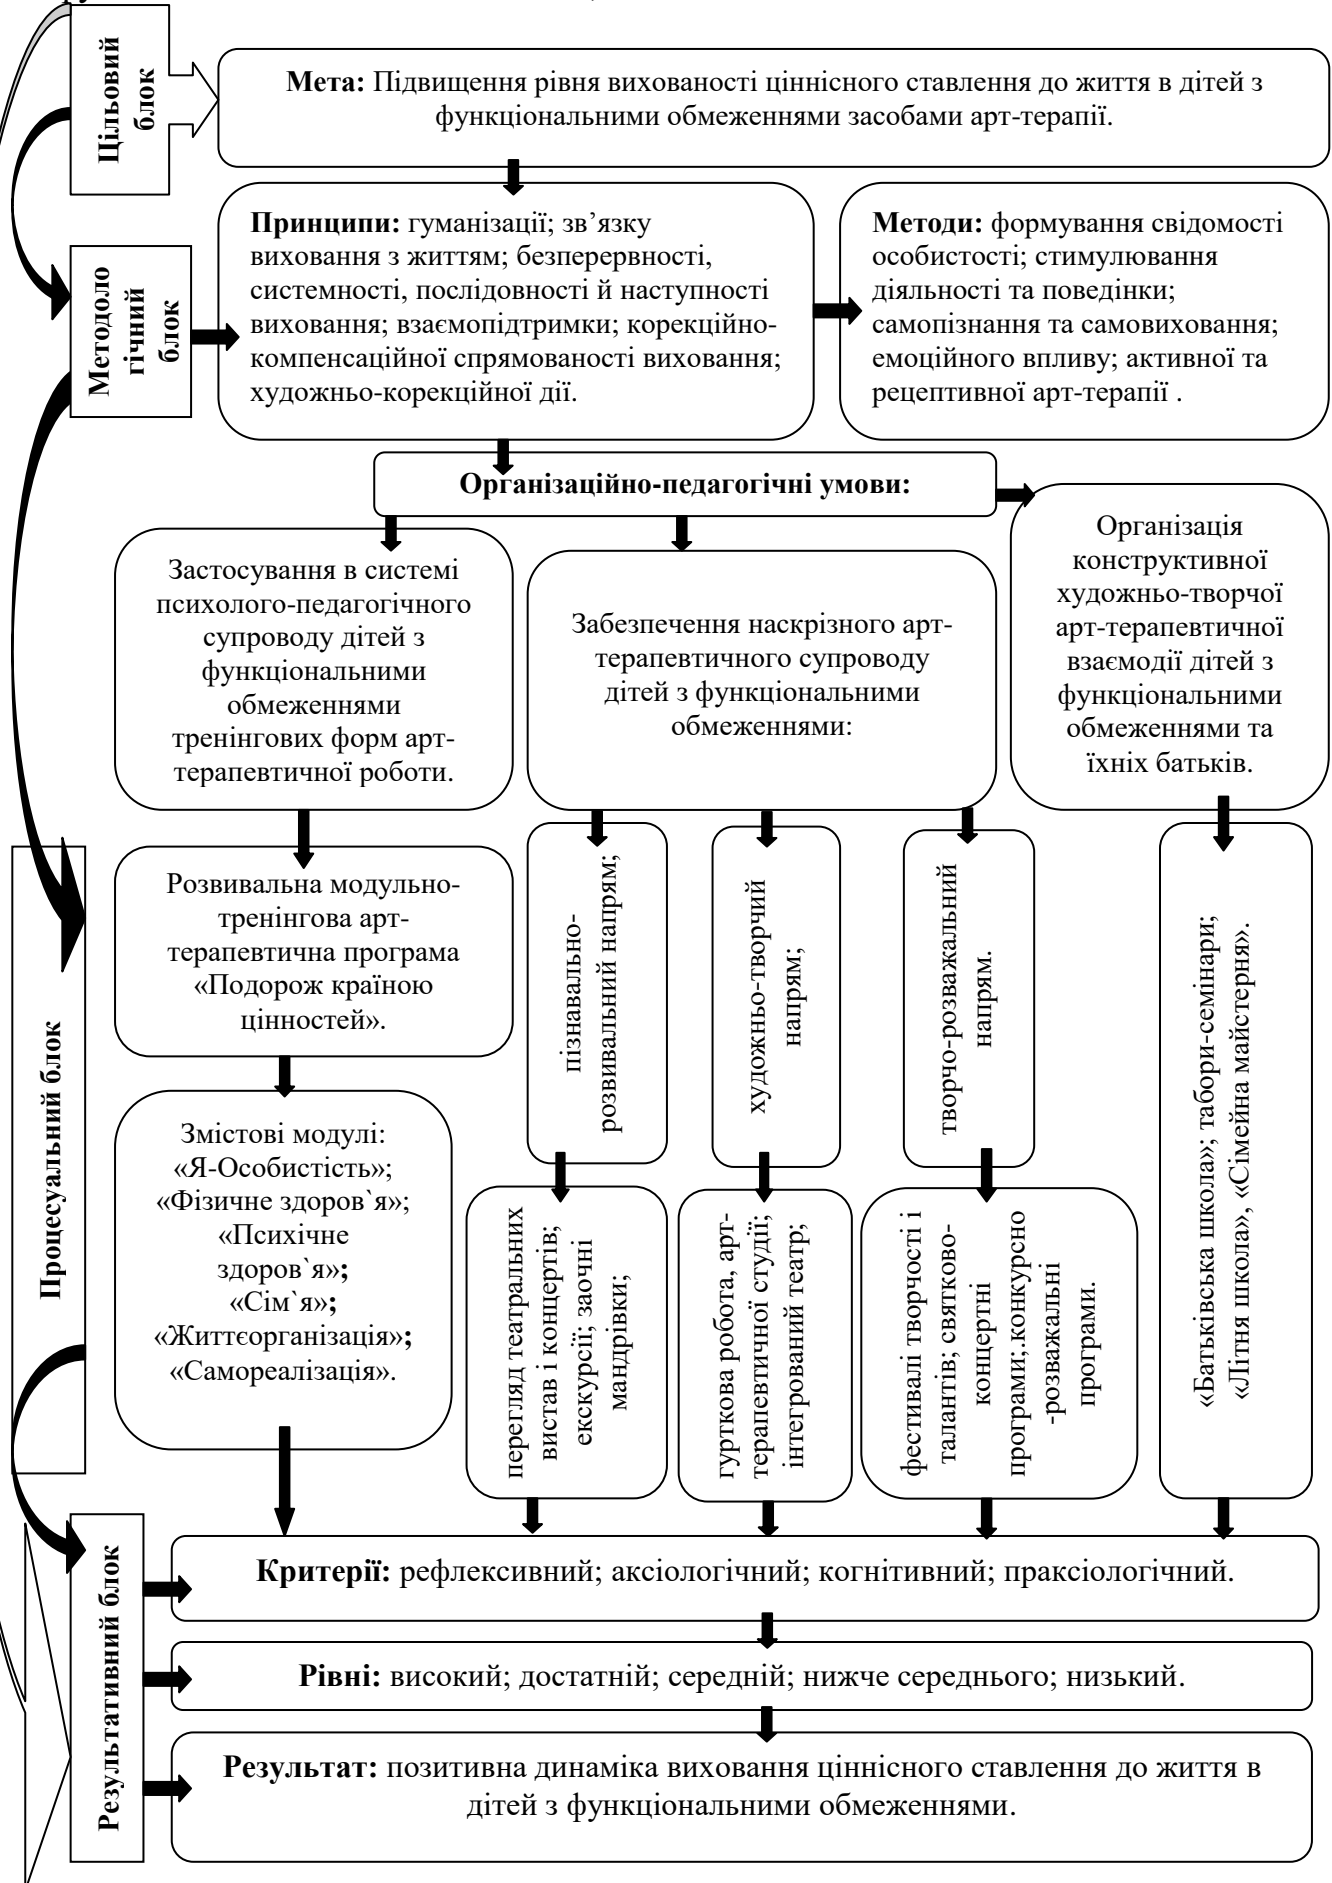 Цільовий
блок
Мета: Підвищення рівня вихованості ціннісного ставлення до життя в дітей з
функціональними обмеженнями засобами арт-терапії.
Методоло
гічний
блок
Принципи: гуманізації; зв’язку
виховання з життям; безперервності,
системності, послідовності й наступності
виховання; взаємопідтримки; корекційно-
компенсаційної спрямованості виховання;
художньо-корекційної дії.
Методи: формування свідомості
особистості; стимулювання
діяльності та поведінки;
самопізнання та самовиховання;
емоційного впливу; активної та
рецептивної арт-терапії .
Організаційно-педагогічні умови:
Застосування в системі
психолого-педагогічного
супроводу дітей з
функціональними
обмеженнями
тренінгових форм арт-
терапевтичної роботи.
Забезпечення наскрізного арт-
терапевтичного супроводу
дітей з функціональними
обмеженнями:
Організація
конструктивної
художньо-творчої
арт-терапевтичної
взаємодії дітей з
функціональними
обмеженнями та
їхніх батьків.
Процесуальний блок
Розвивальна модульно-
тренінгова арт-
терапевтична програма
«Подорож країною
цінностей».
пізнавально-
розвивальний напрям;
художньо-творчий
напрям;
творчо-розважальний
напрям.
«Батьківська школа»; табори-семінари;
«Літня школа», «Сімейна майстерня».
Змістові модулі:
«Я-Особистість»;
«Фізичне здоров`я»;
«Психічне
здоров`я»;
«Сім`я»;
«Життєорганізація»;
«Самореалізація».
перегляд театральних
вистав і концертів;
екскурсії; заочні
мандрівки;
гурткова робота, арт-
терапевтичної студії;
інтегрований театр;
фестивалі творчості і
талантів; святково-
концертні
програми;.конкурсно
-розважальні
програми.
Результативний блок
Критерії: рефлексивний; аксіологічний; когнітивний; праксіологічний.
Рівні: високий; достатній; середній; нижче середнього; низький.
Результат: позитивна динаміка виховання ціннісного ставлення до життя в
дітей з функціональними обмеженнями.